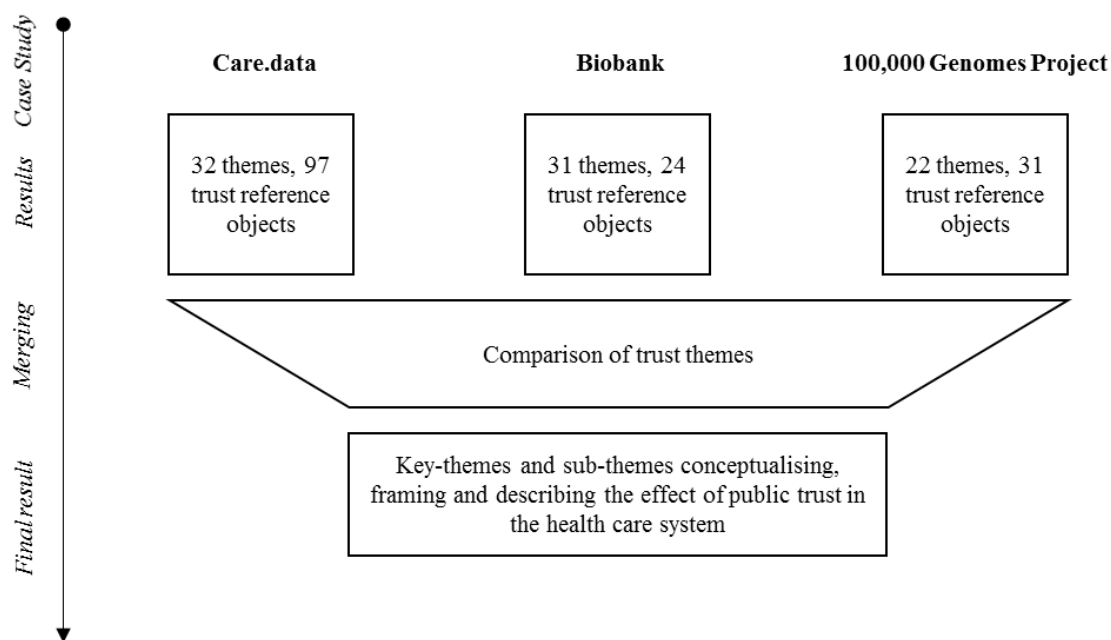 Case Study
Care.data
Biobank
100,000 Genomes Project
Results
32 themes, 97
trust reference
objects
31 themes, 24
trust reference
objects
22 themes, 31
trust reference
objects
Merging
Comparison of trust themes
Final result
Key-themes and sub-themes conceptualising,
framing and describing the effect of public trust in
the health care system